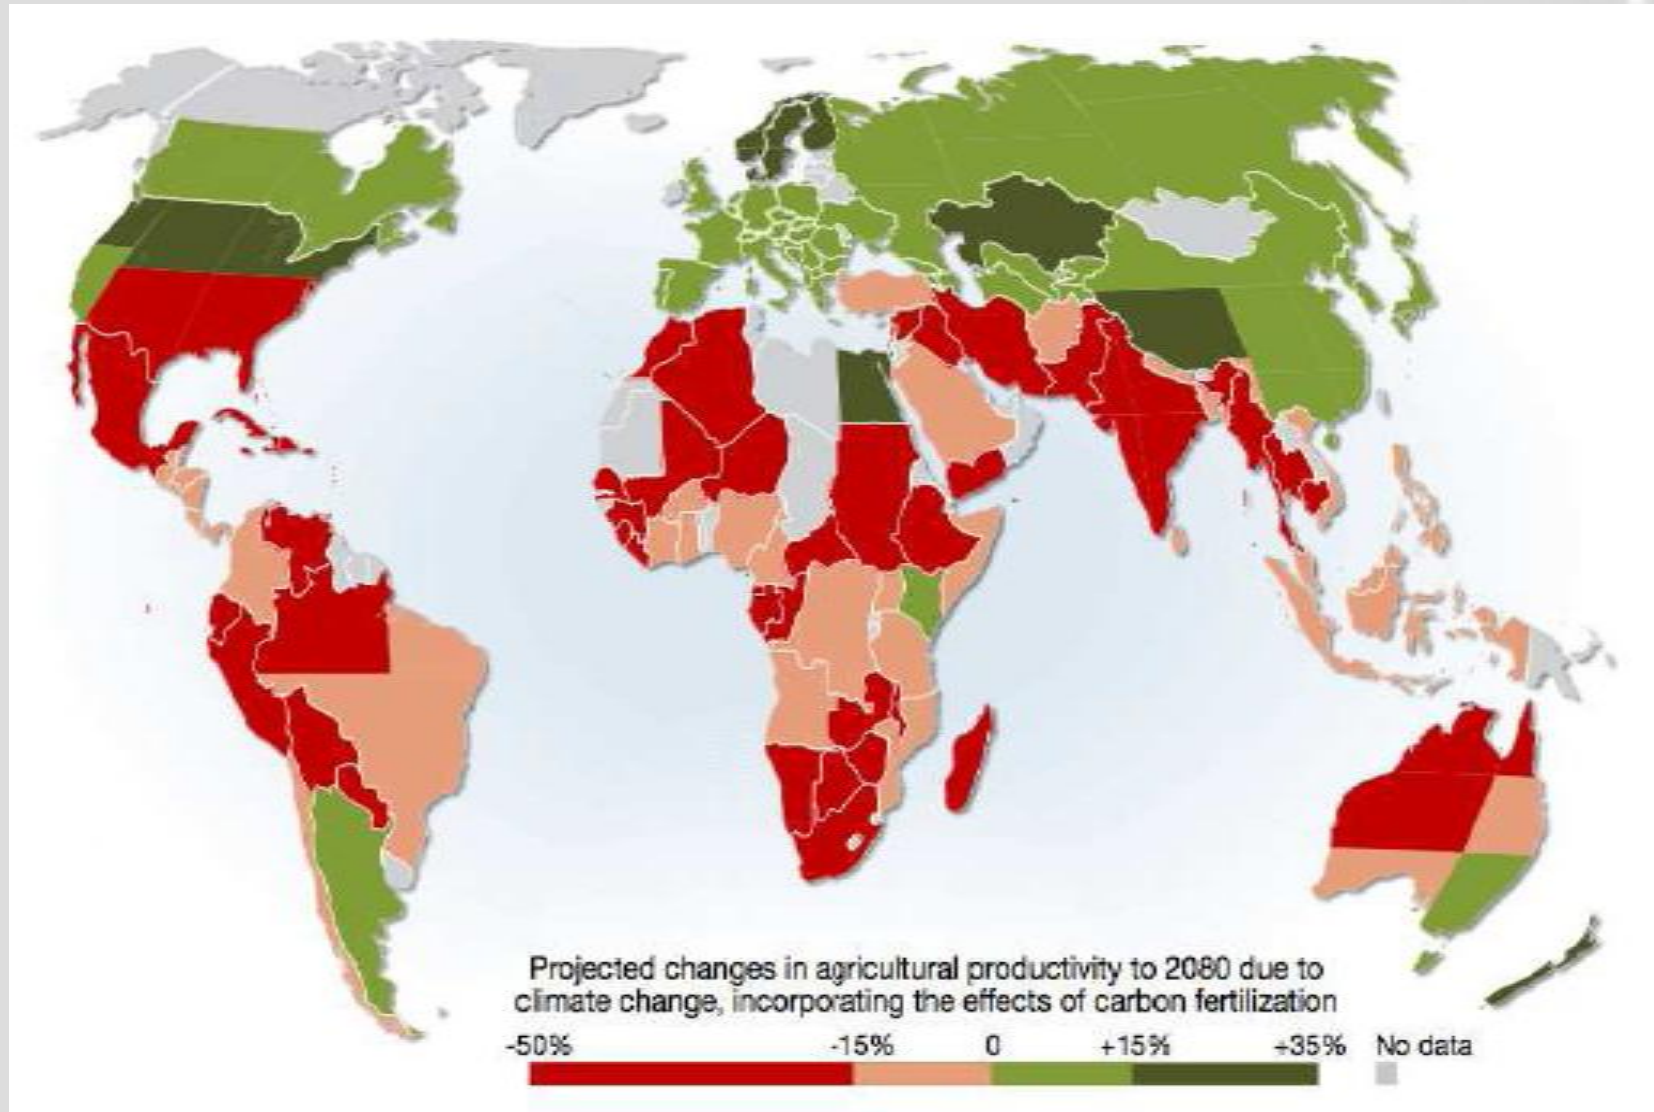 Projected changes in agricultural productivity to 2080 due to
climate change, incorporating the effects of carbon fertilization
-50% -15% 0 +15% +35% No data